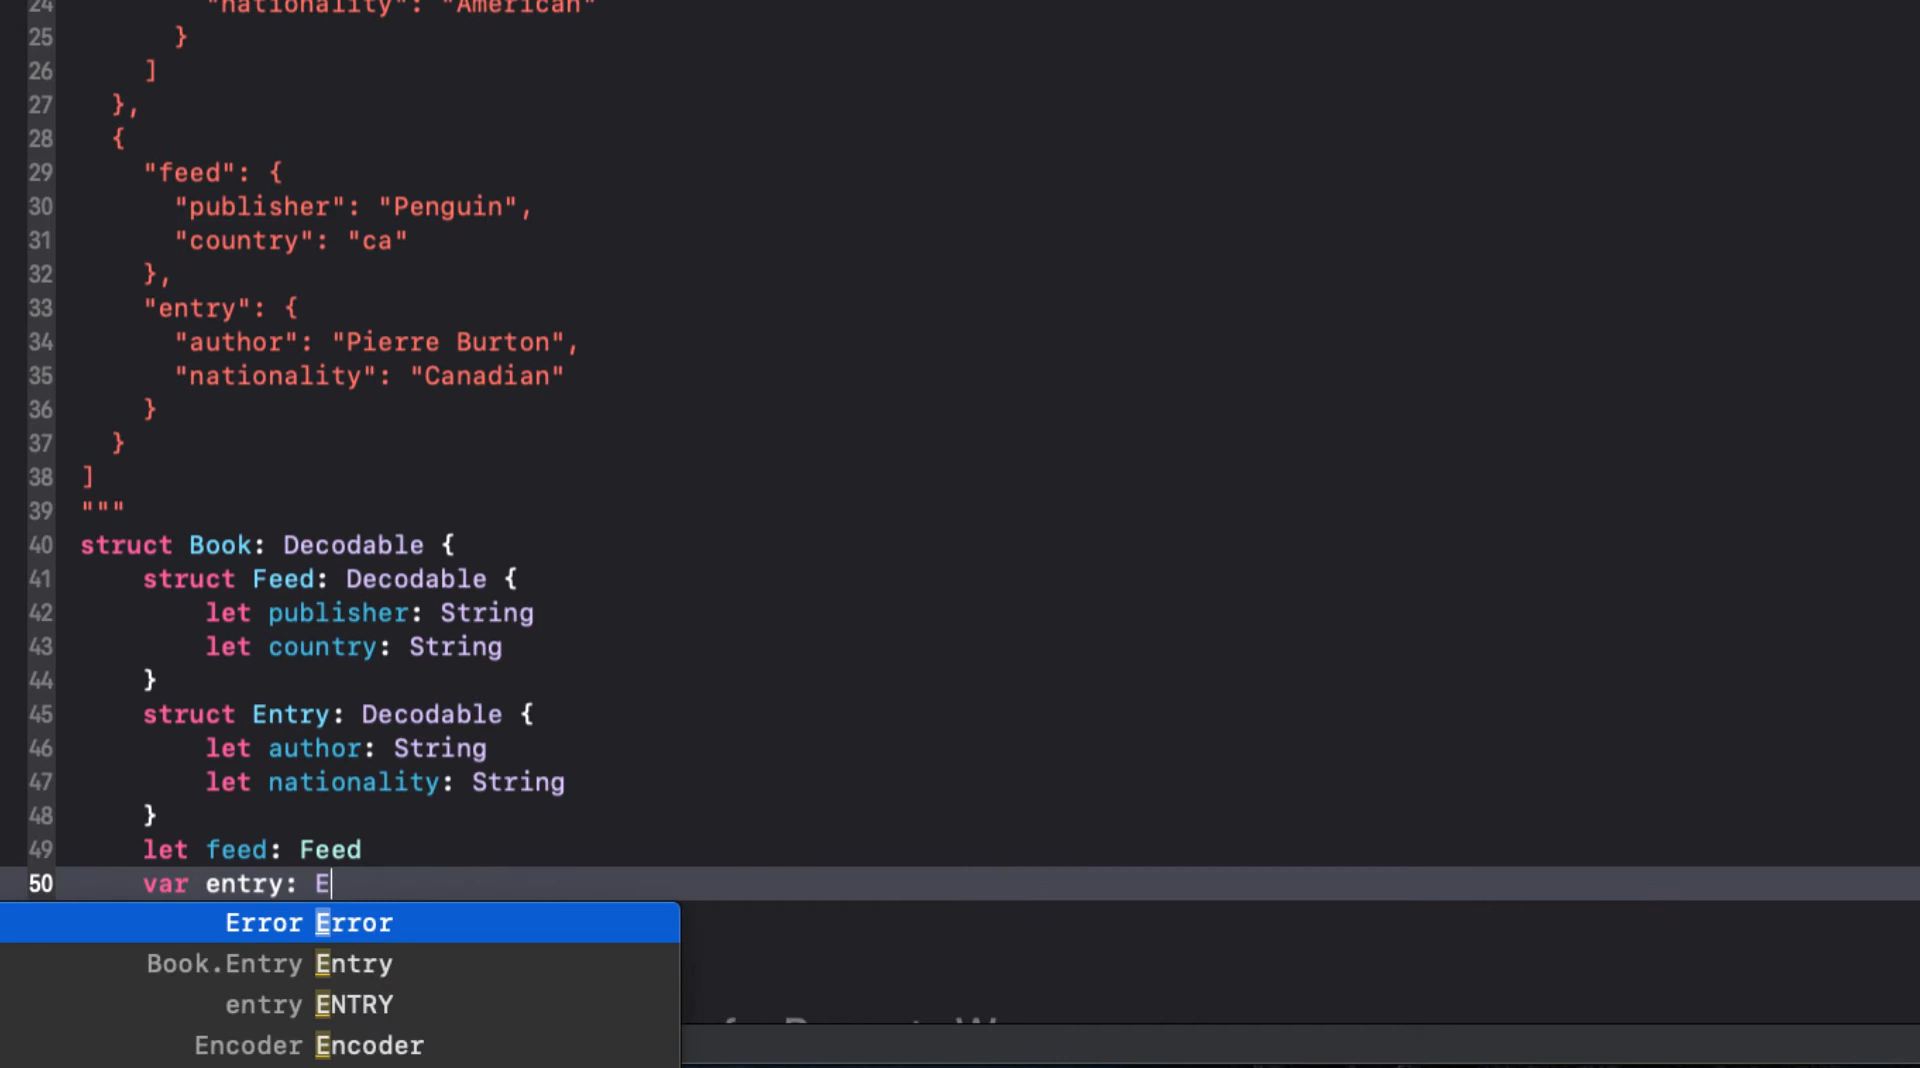 24 "nationality": "American"
25 }
26 ]
27 },
28 {
29 "feed": {
30 "publisher": "Penguin",
31 "country": "ca"
32 },
33 "entry": {
34 "author": "Pierre Burton",
35 "nationality": "Canadian"
36 }
37 }
38 ]
39 """
40 struct Book: Decodable {
41 struct Feed: Decodable {
42 let publisher: String
43 let country: String
44 }
45 struct Entry: Decodable {
46 let author: String
47 let nationality: String
48 }
49 let feed: Feed
50 var entry: E
Error Error
Book.Entry Entry
entry ENTRY
Encoder Encoder